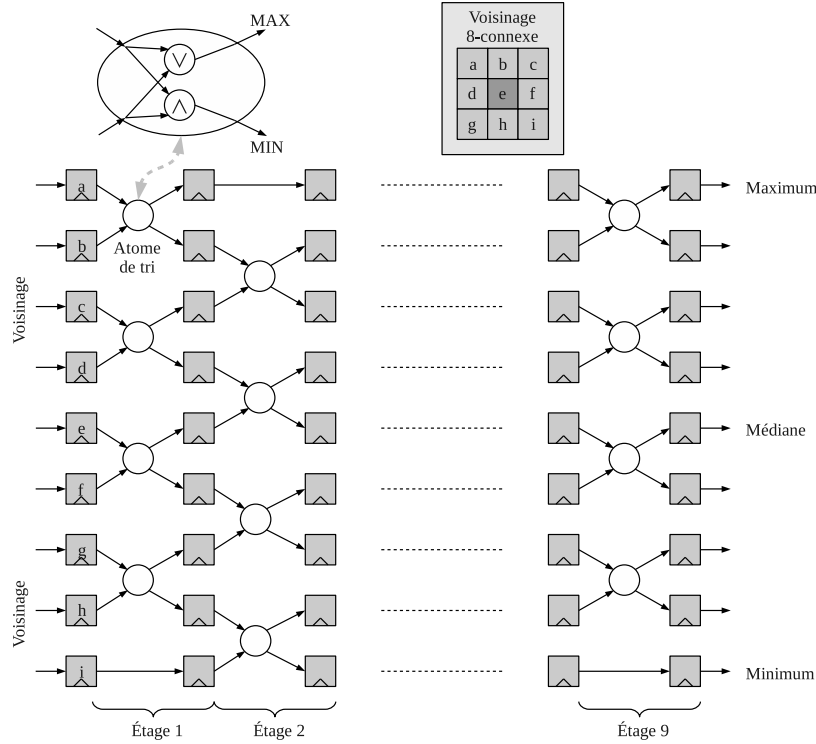 MAX
MIN
Voisinage
8-connexe
a b c
d e f
g h i
a
b
c
d
e
f
g
h
i
Atome
de tri
Voisinage
Voisinage
Maximum
Médiane
Minimum
Étage 1
Étage 2
Étage 9